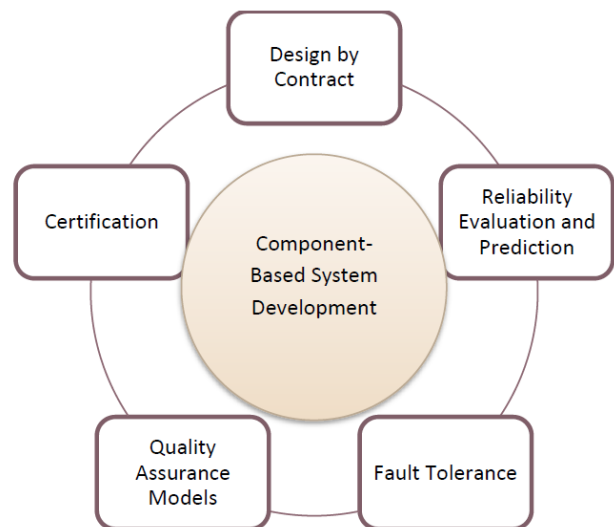 Design by
Contract
Certification
Reliability
Evaluation and
Prediction
Component-
Based System
Development
Quality
Assurance
Models
Fault Tolerance